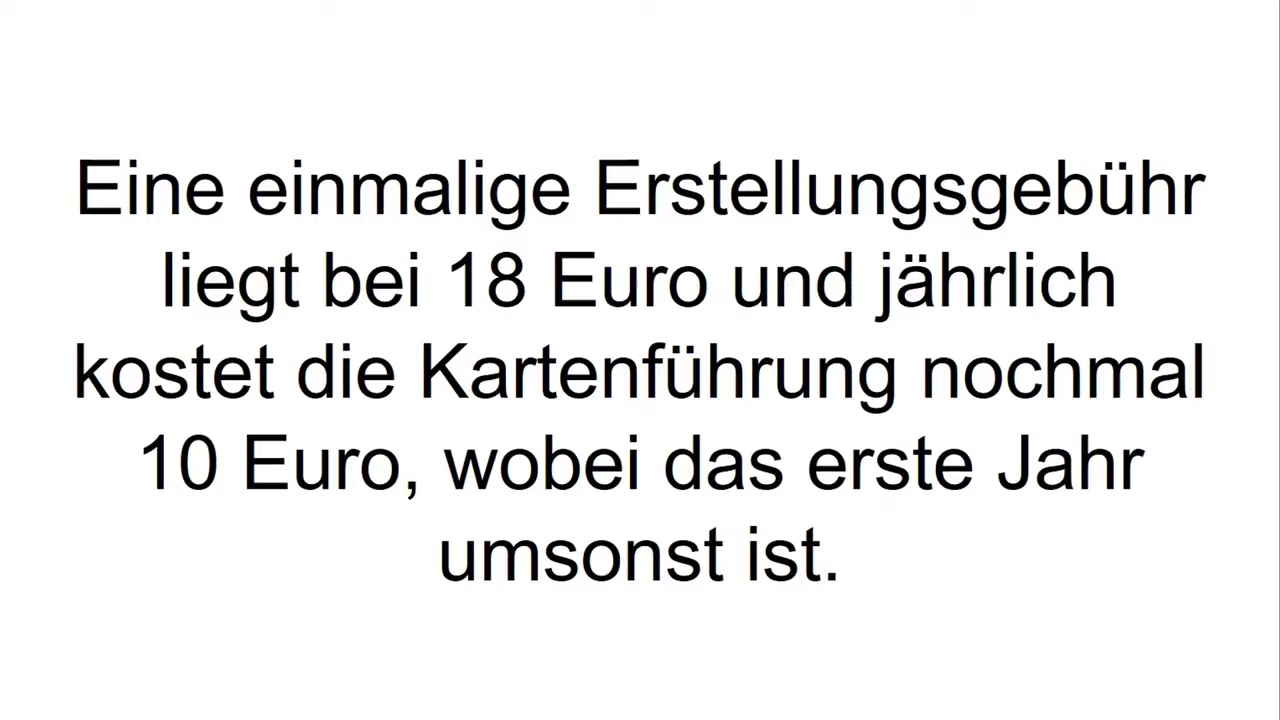 Eine einmalige Erstellungsgebühr
liegt bei 18 Euro und jährlich
kostet die Kartenführung nochmal
10 Euro, wobei das erste Jahr
umsonst ist.